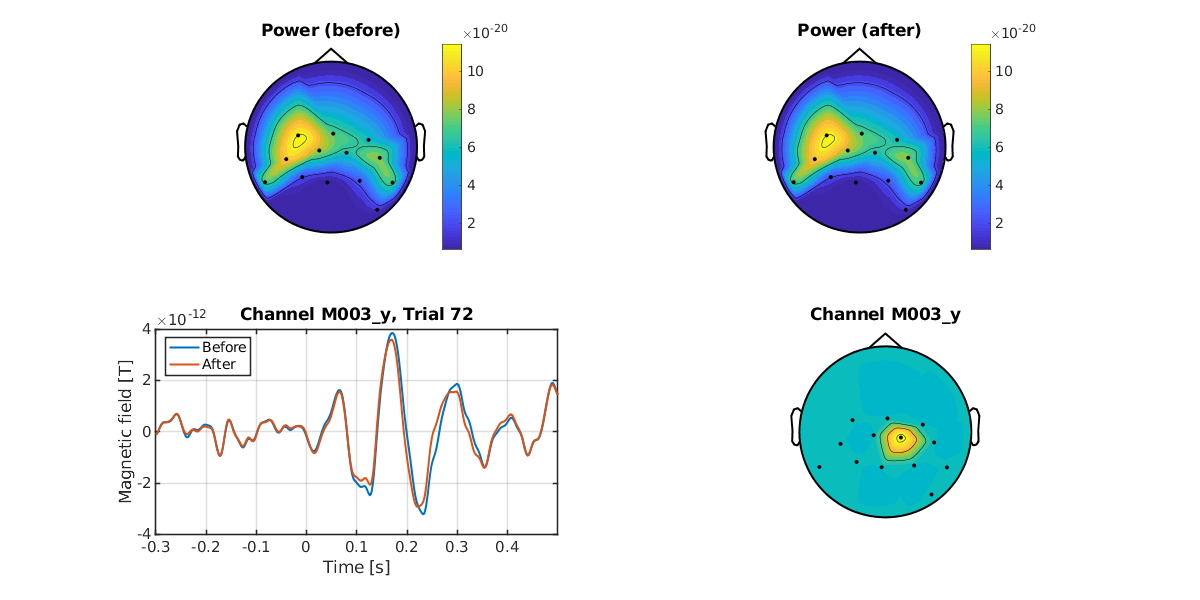 Power (before)
×10-20
10
8
6
4
2
Power (after)
×10-20
10
8
6
4
2
Channel M003_y, Trial 72
×10-12
Before
After
4
2
0
-2
-4
Magnetic field [T]
-0.3 -0.2 -0.1 0 0.1 0.2 0.3 0.4
Time [s]
Channel M003_y